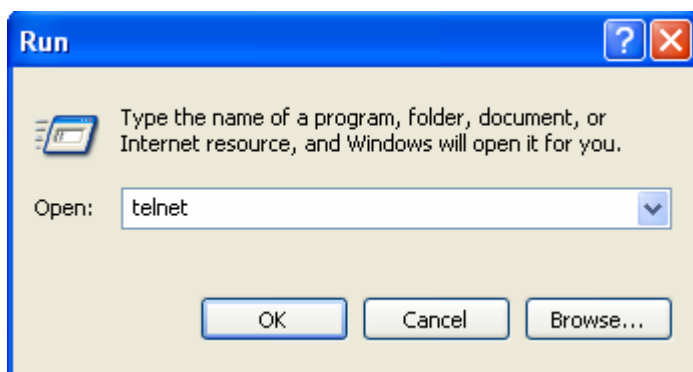 Run
Type the name of a program, folder, document, or
Internet resource, and Windows will open it for you.
Open: telnet
OK Cancel Browse...